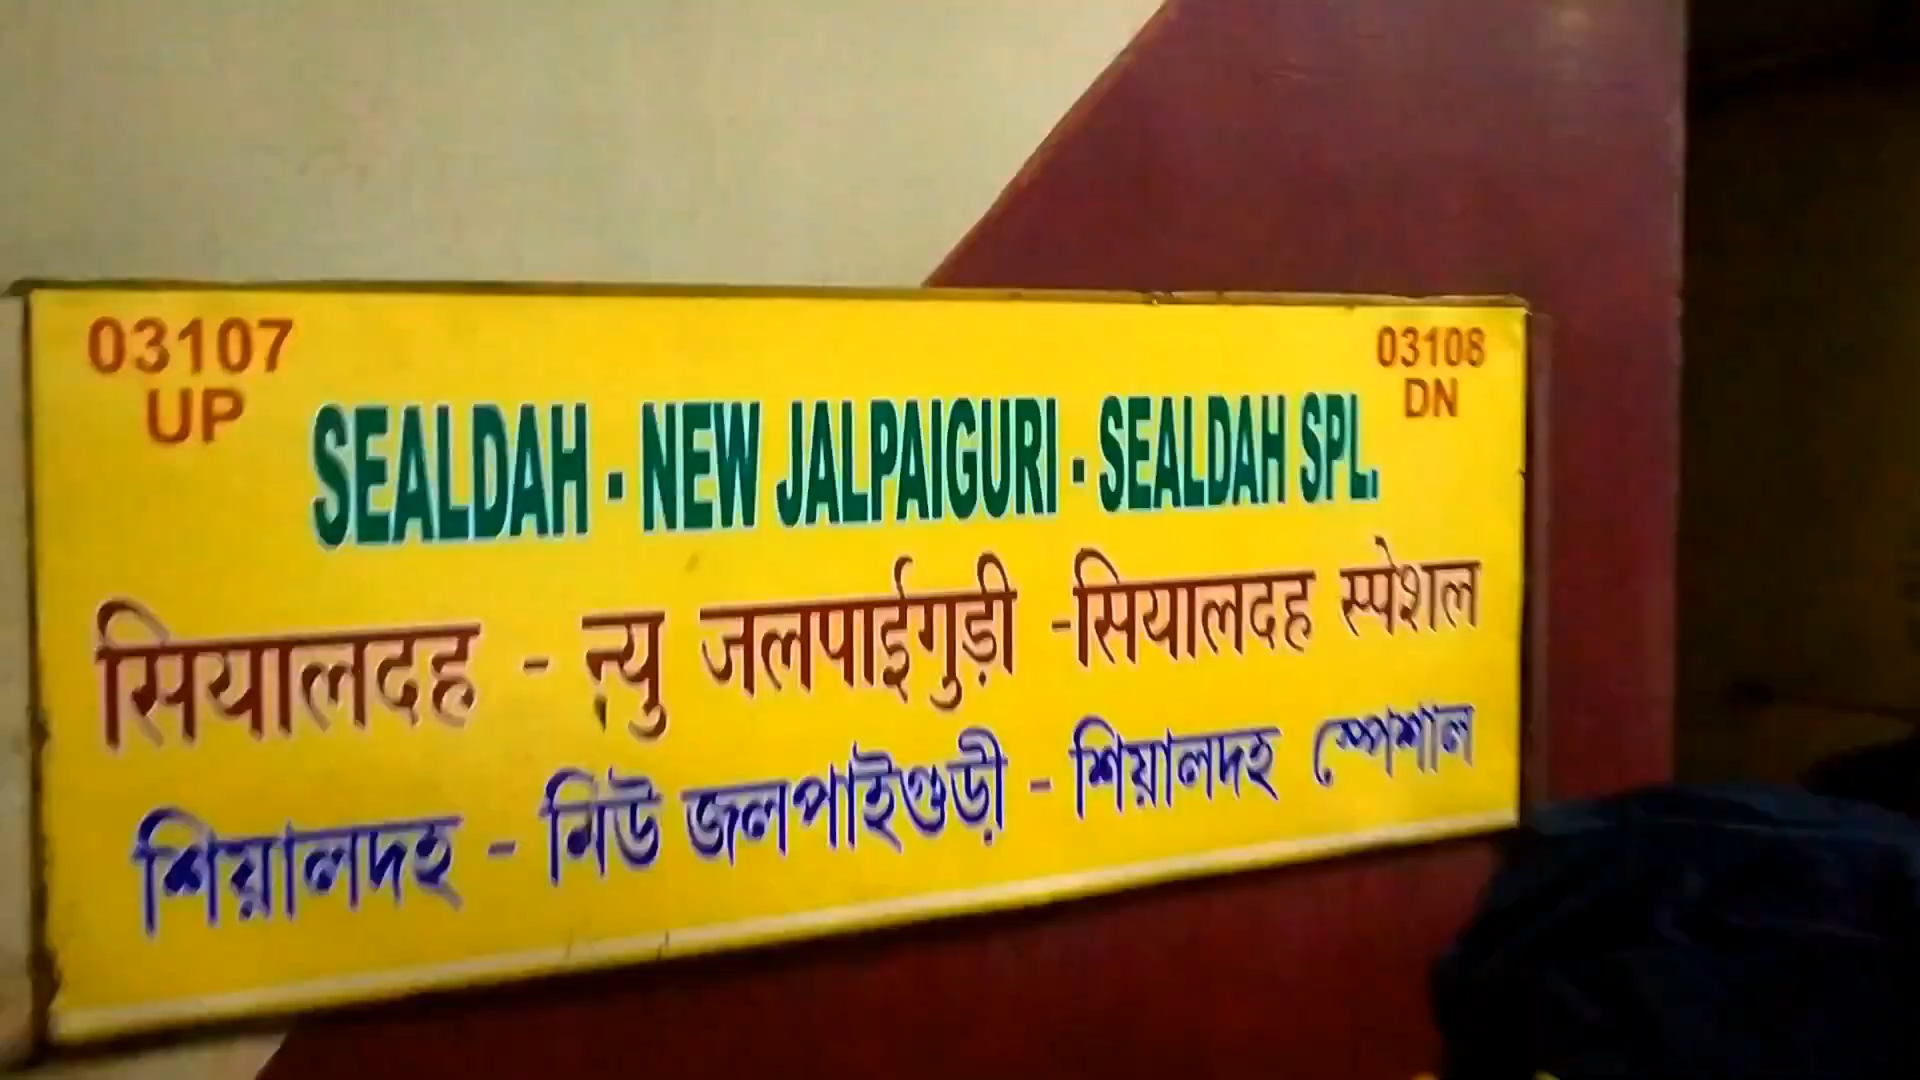 03107
UP
03108
DN
SEALDAH - NEW JALPAIGURI - SEALDAH SPL.
सियालदह - न्यु जलपाईगुड़ी -सियालदह स्पेशल
শিয়ালদহ - নিউ জলপাইগুড়ী - শিয়ালদহ স্পেশাল